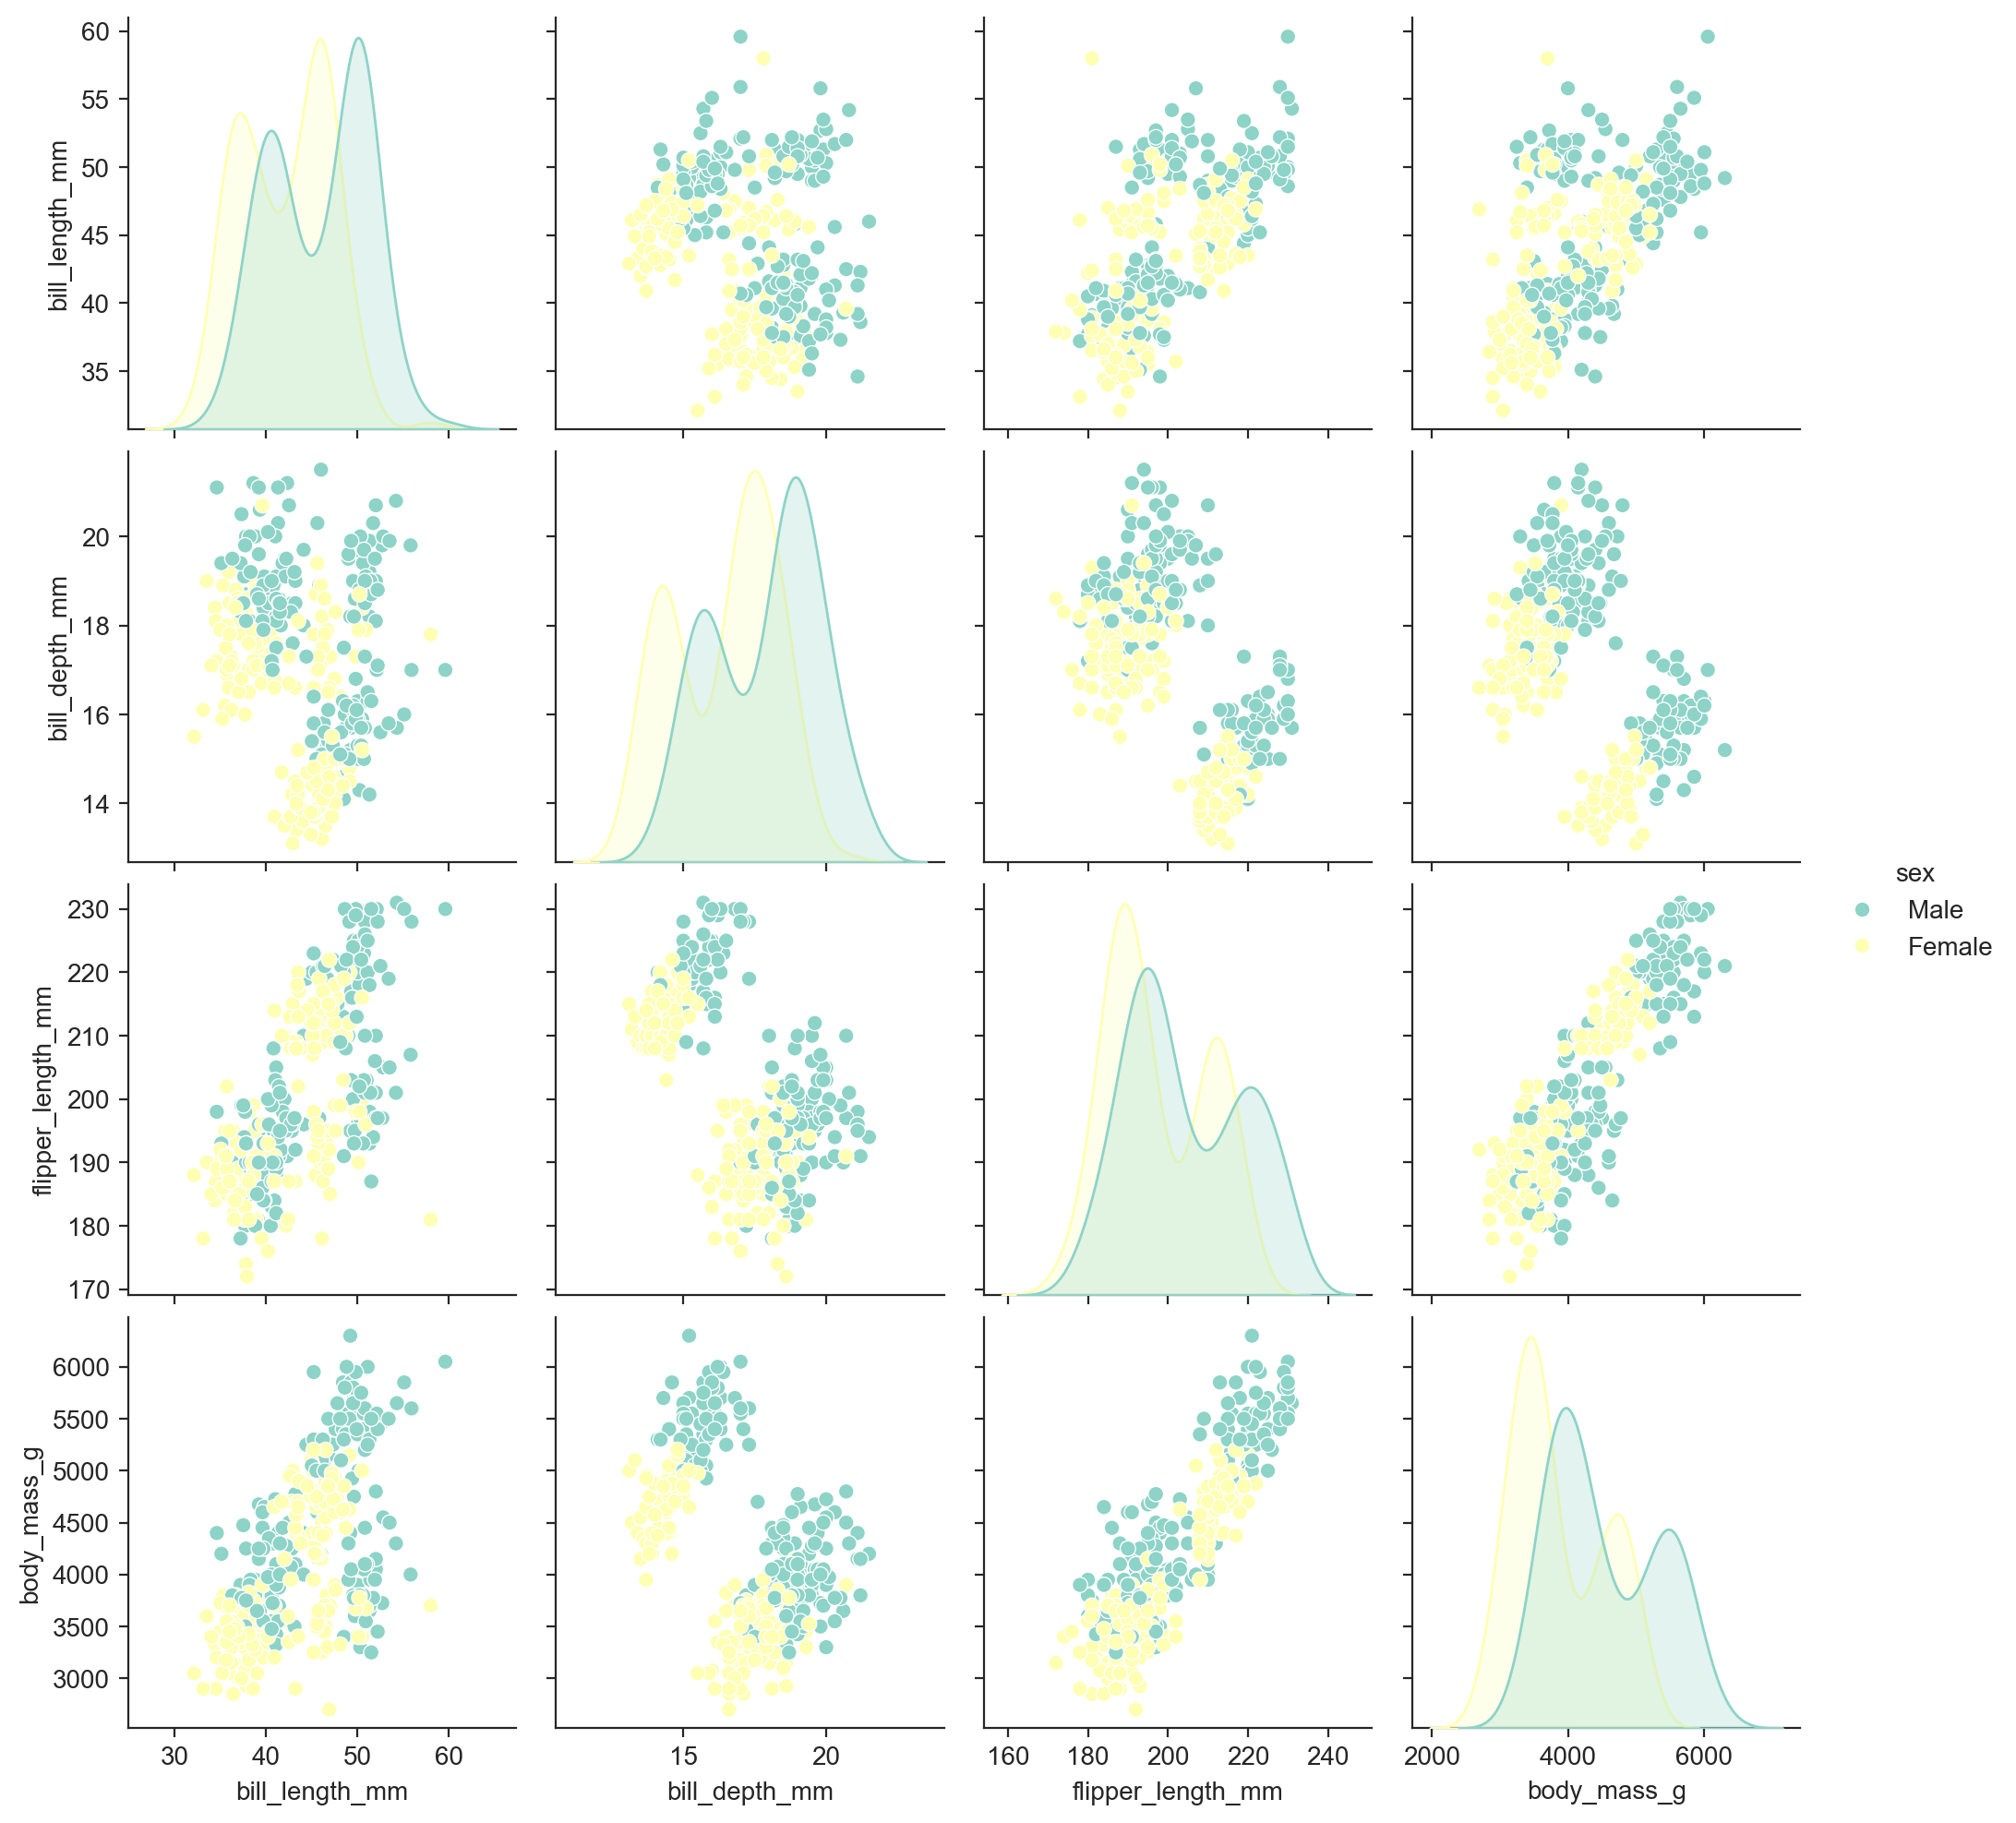 60
55
50
45
40
35
bill_length_mm
20
18
16
14
bill_depth_mm
230
220
210
200
190
180
170
flipper_length_mm
6000
5500
5000
4500
4000
3500
3000
body_mass_g
30 40 50 60
bill_length_mm
15 20
bill_depth_mm
160 180 200 220 240
flipper_length_mm
2000 4000 6000
body_mass_g
sex
Male
Female